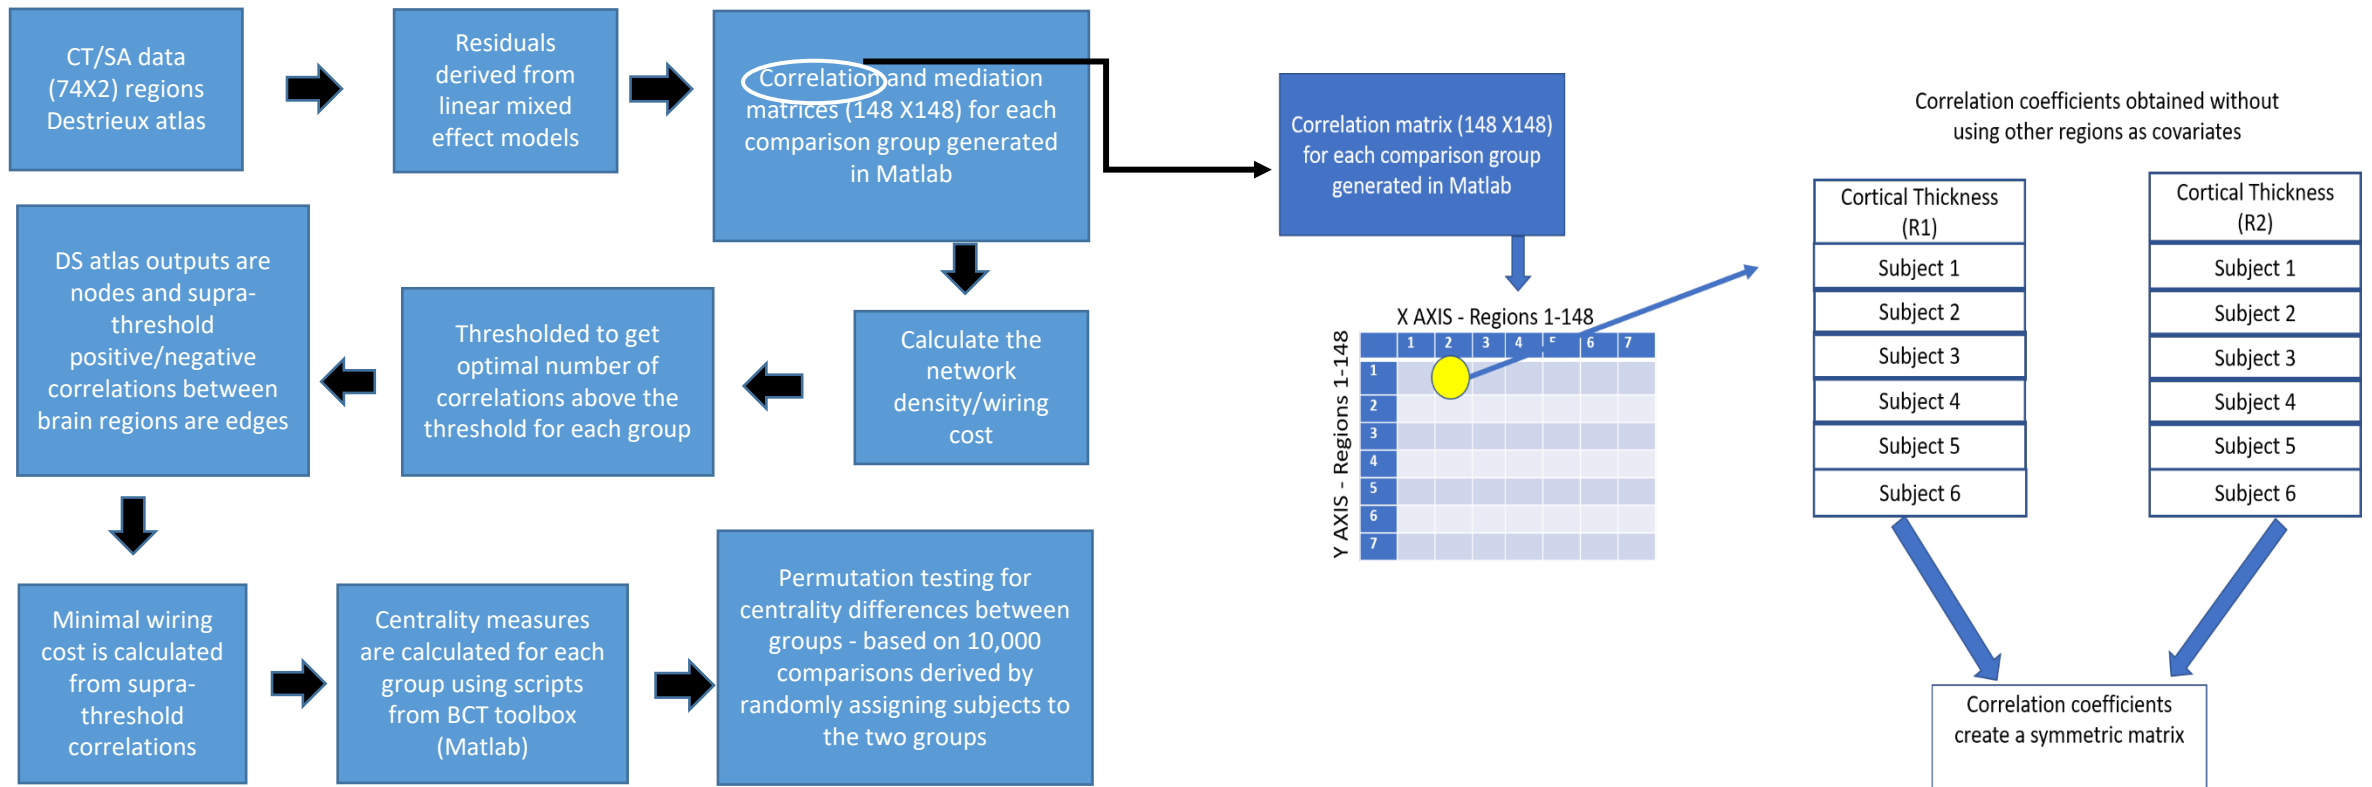 CT/SA data
(74X2) regions
Destrieux atlas
Residuals
derived from
linear mixed
effect models
Correlation and mediation
matrices (148 X148) for each
comparison group generated
in Matlab
DS atlas outputs are
nodes and supra-
threshold
positive/negative
correlations between
brain regions are edges
Thresholded to get
optimal number of
correlations above the
threshold for each group
Calculate the
network
density/wiring
cost
Minimal wiring
cost is calculated
from supra-
threshold
correlations
Centrality measures
are calculated for each
group using scripts
from BCT toolbox
(Matlab)
Permutation testing for
centrality differences between
groups - based on 10,000
comparisons derived by
randomly assigning subjects to
the two groups
Correlation matrix (148 X148)
for each comparison group
generated in Matlab
X AXIS - Regions 1-148
Y AXIS - Regions 1-148
1 2 3 4 6 7
1
2
3
4
5
6
7
Correlation coefficients obtained without
using other regions as covariates
Cortical Thickness
(R1)
Subject 1
Subject 2
Subject 3
Subject 4
Subject 5
Subject 6
Cortical Thickness
(R2)
Subject 1
Subject 2
Subject 3
Subject 4
Subject 5
Subject 6
Correlation coefficients
create a symmetric matrix